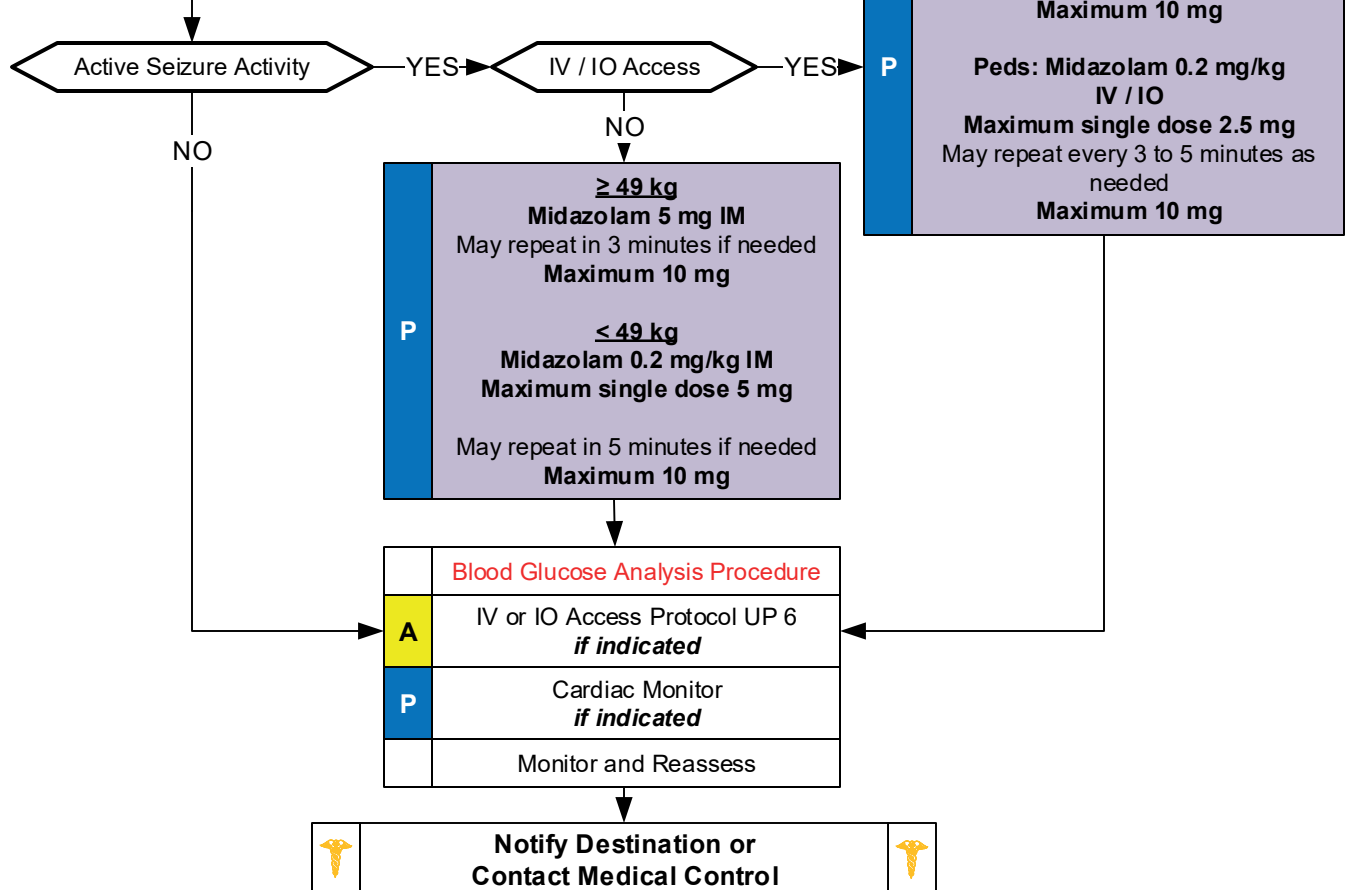 Maximum 10 mg
Active Seizure Activity
YES
IV / IO Access
YES
P
Peds: Midazolam 0.2 mg/kg
IV / IO
Maximum single dose 2.5 mg
May repeat every 3 to 5 minutes as
needed
Maximum 10 mg
NO
NO
P
≥ 49 kg
Midazolam 5 mg IM
May repeat in 3 minutes if needed
Maximum 10 mg
< 49 kg
Midazolam 0.2 mg/kg IM
Maximum single dose 5 mg
May repeat in 5 minutes if needed
Maximum 10 mg
Blood Glucose Analysis Procedure
A
IV or IO Access Protocol UP 6
if indicated
P
Cardiac Monitor
if indicated
Monitor and Reassess
Notify Destination or
Contact Medical Control